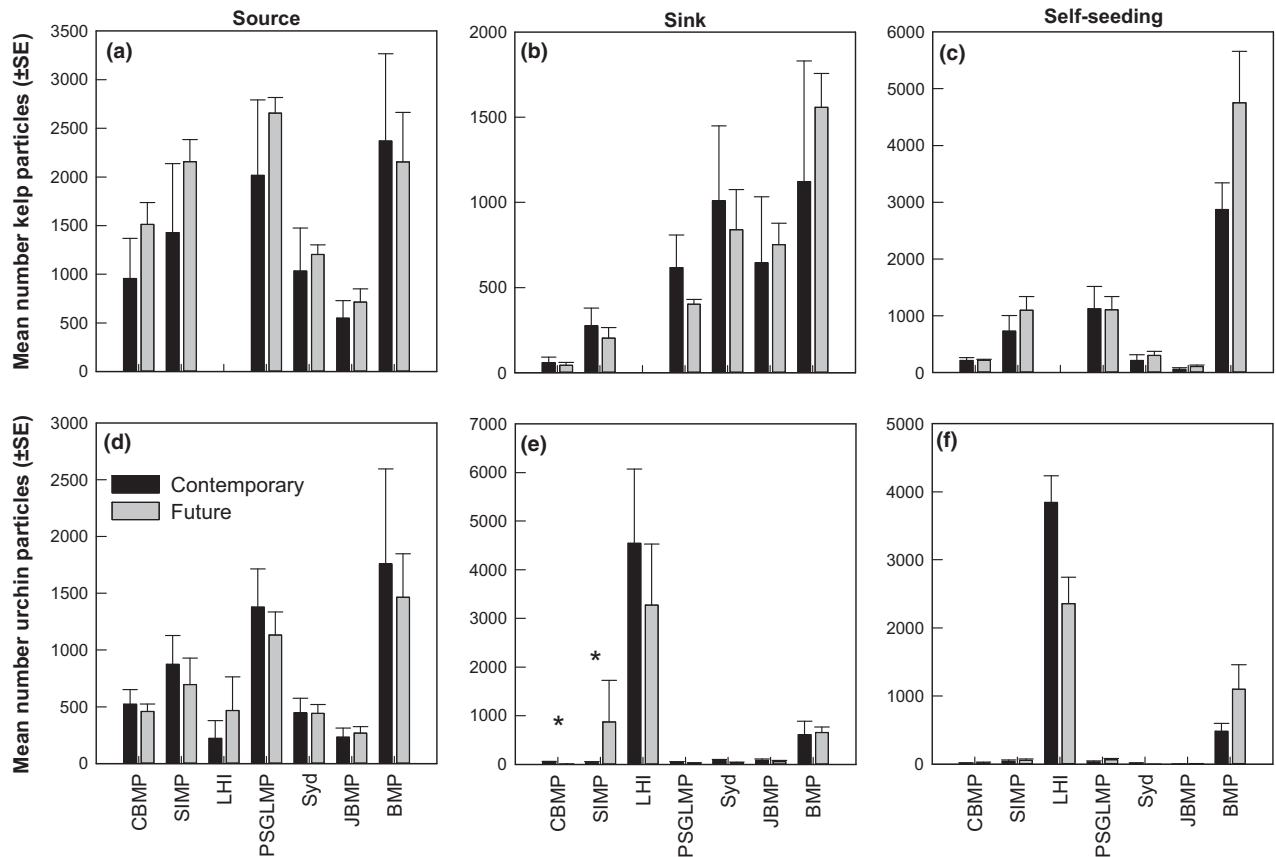 Source
Sink
Self-seeding
Mean number kelp particles (±SE)
(a)
3500
3000
2500
2000
1500
1000
500
0
(b)
2000
1500
1000
500
0
(c)
6000
5000
4000
3000
2000
1000
0
Mean number urchin particles (±SE)
(d)
3000
2500
2000
1500
1000
500
0
Contemporary
Future
CBMP
SIMP
LHI
PSGLMP
Syd
JBMP
BMP
(e)
7000
6000
5000
4000
3000
2000
1000
0
*
*
CBMP
SIMP
LHI
PSGLMP
Syd
JBMP
BMP
(f)
5000
4000
3000
2000
1000
0
CBMP
SIMP
LHI
PSGLMP
Syd
JBMP
BMP